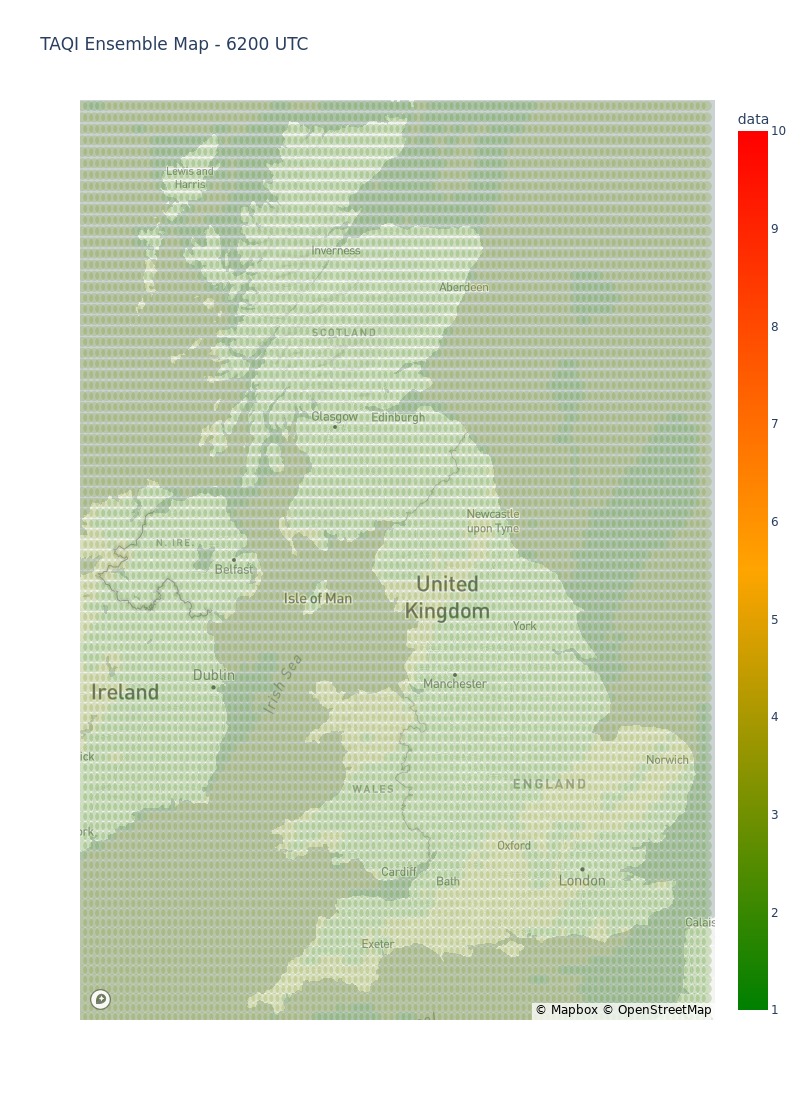 TAQI Ensemble Map - 6200 UTC
data
10
9
8
7
6
5
4
3
2
1
Lewis and
Harris
Inverness
Aberdeen
SCOTLAND
Glasgow
Edinburgh
Newcastle
upon Tyne
N. IRE.
Belfast
Isle of Man
United
Kingdom
York
Dublin
Irish Sea
Manchester
Ireland
ick
Norwich
WALES
ENGLAND
rk
Oxford
Cardiff
Bath
London
Calais
Exeter
© Mapbox © OpenStreetMap